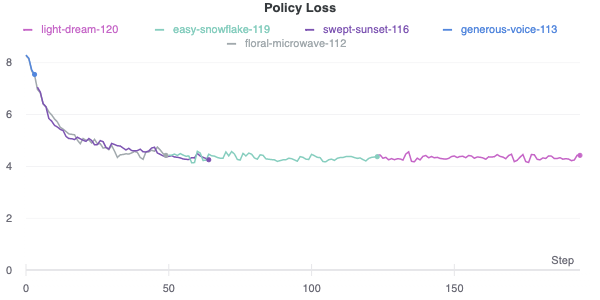 Policy Loss
light-dream-120 easy-snowflake-119 swept-sunset-116 generous-voice-113
floral-microwave-112
8
6
4
2
0
Step
0 50 100 150